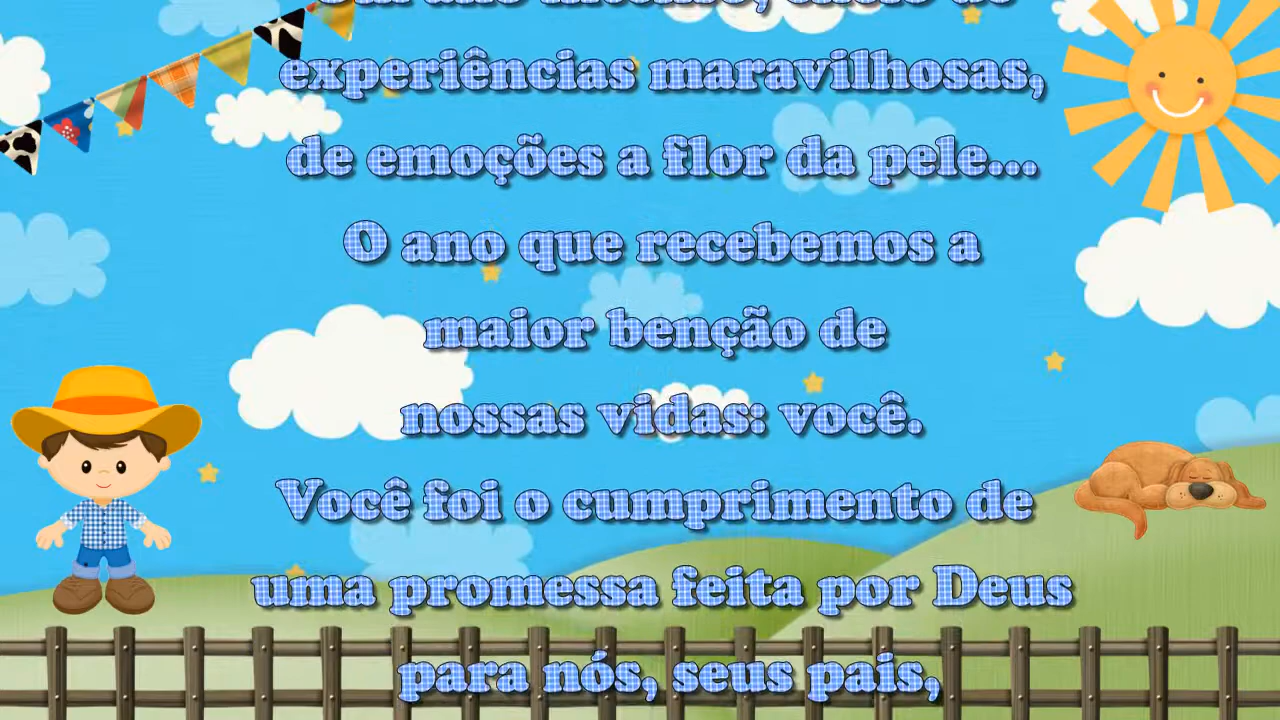 experiências maravilhosas,
de emoções a flor da pele...
O ano que recebemos a
maior benção de
nossas vidas: você.
Você foi o cumprimento de
uma promessa feita por Deus
para nós, seus pais,